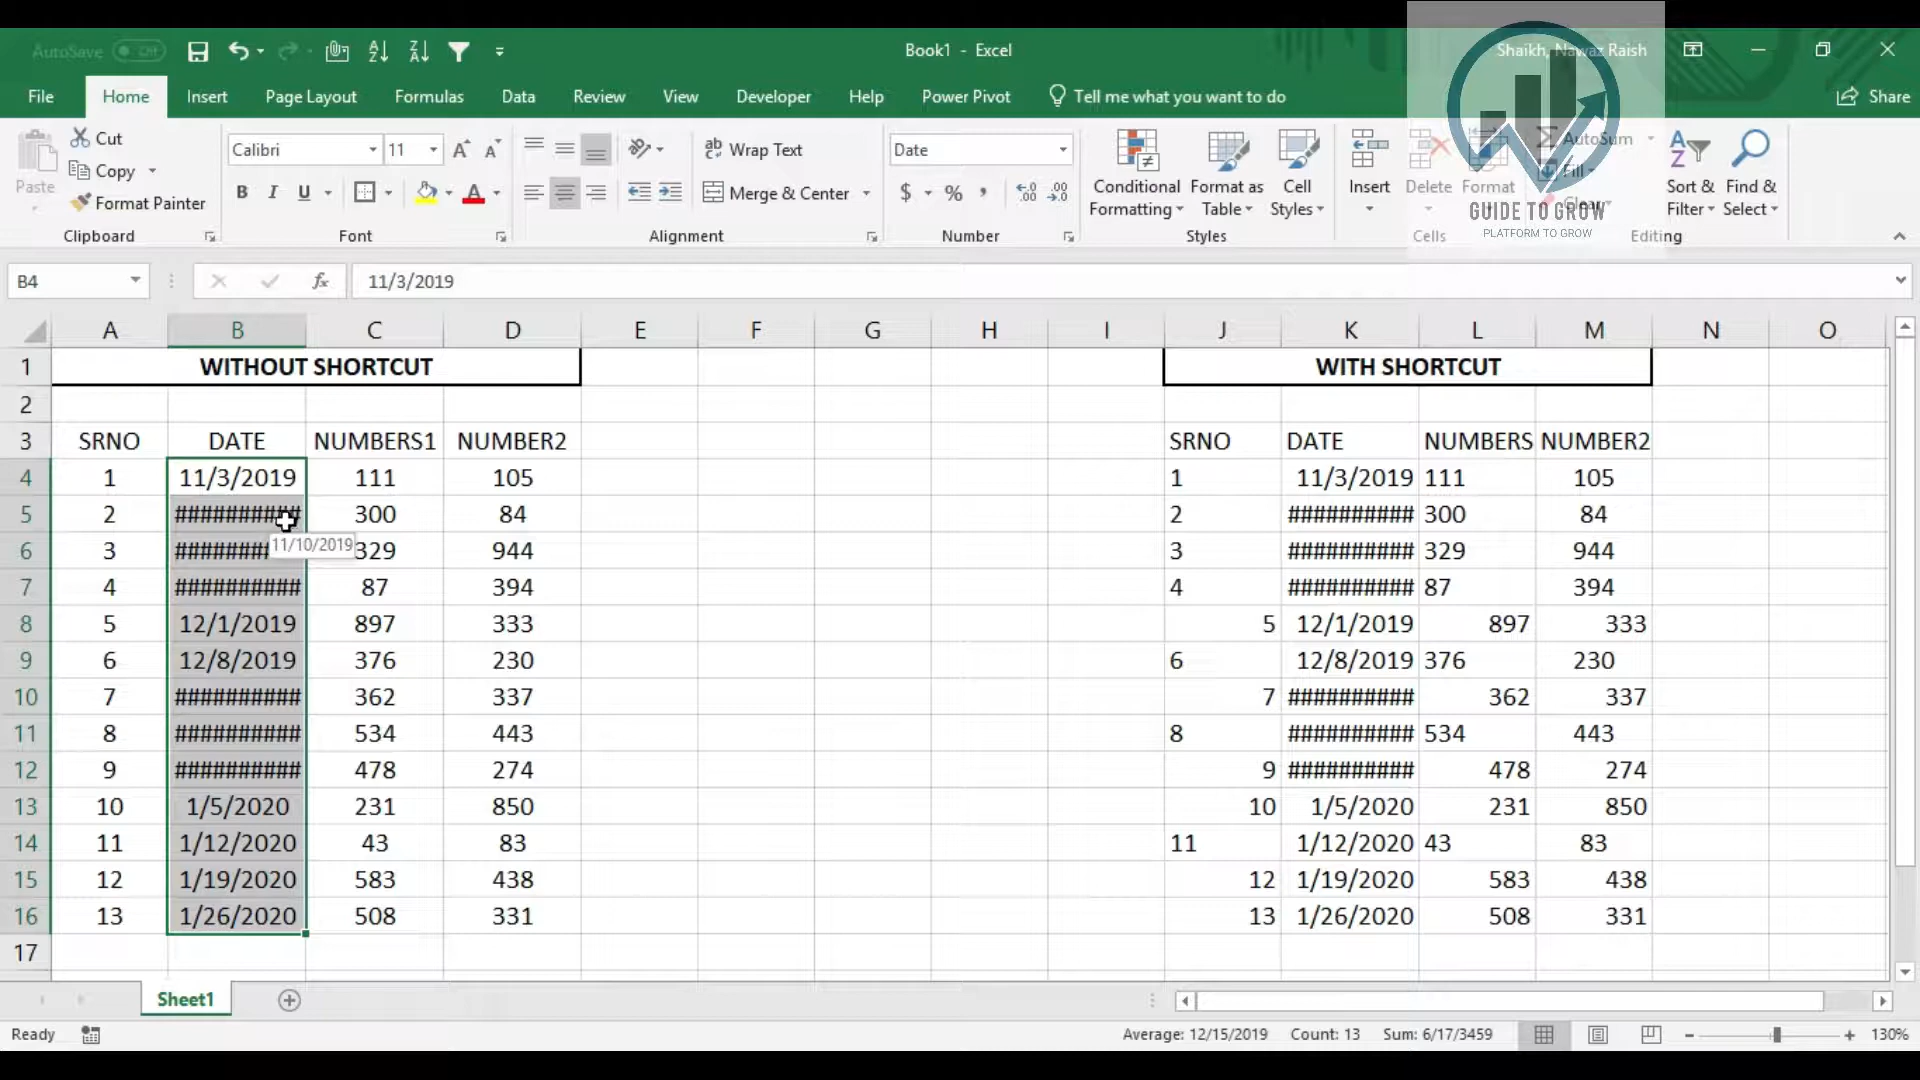 AutoSave Off Book1 - Excel Shaikh, Nawaz Raish
File Home Insert Page Layout Formulas Data Review View Developer Help Power Pivot Tell me what you want to do Share
Paste Cut Copy Format Painter Clipboard
Calibri 11 B I U A Font
ab Wrap Text Merge & Center Alignment
Date $ % , .00 .00 Number
Conditional Formatting Format as Table Cell Styles Styles
Insert Delete Format Cells
AutoSum Fill Clear Sort & Filter Find & Select Editing
GUIDE TO GROW
PLATFORM TO GROW
B4 fx 11/3/2019
A B C D E F G H I J K L M N O
1 WITHOUT SHORTCUT WITH SHORTCUT
2
3 SRNO DATE NUMBERS1 NUMBER2 SRNO DATE NUMBERS NUMBER2
4 1 11/3/2019 111 105 1 11/3/2019 111 105
5 2 ########## 300 84 2 ########## 300 84
11/10/2019
6 3 ######## 329 944 3 ########## 329 944
7 4 ########## 87 394 4 ########## 87 394
8 5 12/1/2019 897 333 5 12/1/2019 897 333
9 6 12/8/2019 376 230 6 12/8/2019 376 230
10 7 ########## 362 337 7 ########## 362 337
11 8 ########## 534 443 8 ########## 534 443
12 9 ########## 478 274 9 ########## 478 274
13 10 1/5/2020 231 850 10 1/5/2020 231 850
14 11 1/12/2020 43 83 11 1/12/2020 43 83
15 12 1/19/2020 583 438 12 1/19/2020 583 438
16 13 1/26/2020 508 331 13 1/26/2020 508 331
17
Sheet1
Ready Average: 12/15/2019 Count: 13 Sum: 6/17/3459 130%